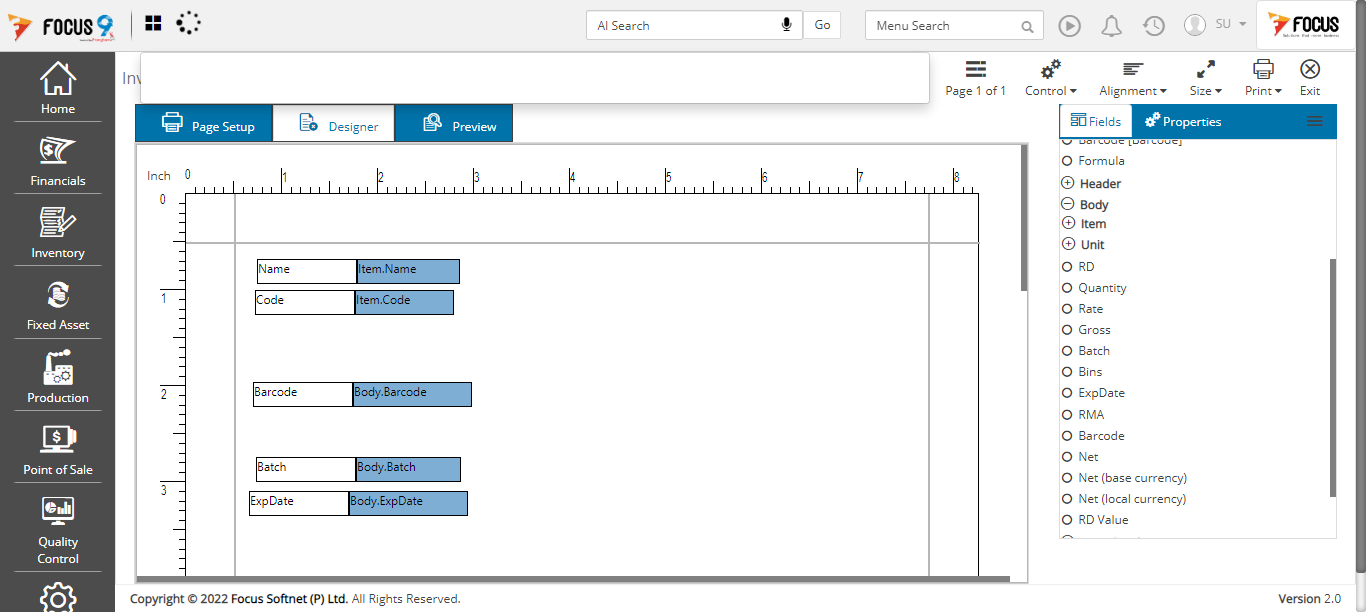 FOCUS 9
AI Search
Go
Menu Search
SU
FOCUS
Home
Financials
Inventory
Fixed Asset
Production
Point of Sale
Quality
Control
Inv
Page 1 of 1
Control
Alignment
Size
Print
Exit
Page Setup
Designer
Preview
Inch
0 1 2 3 4 5 6 7 8
0
1
2
3
Name Item.Name
Code Item.Code
Barcode Body.Barcode
Batch Body.Batch
ExpDate Body.ExpDate
Fields
Properties
Barcode [Barcode]
Formula
Header
Body
Item
Unit
RD
Quantity
Rate
Gross
Batch
Bins
ExpDate
RMA
Barcode
Net
Net (base currency)
Net (local currency)
RD Value
Copyright © 2022 Focus Softnet (P) Ltd. All Rights Reserved.
Version 2.0